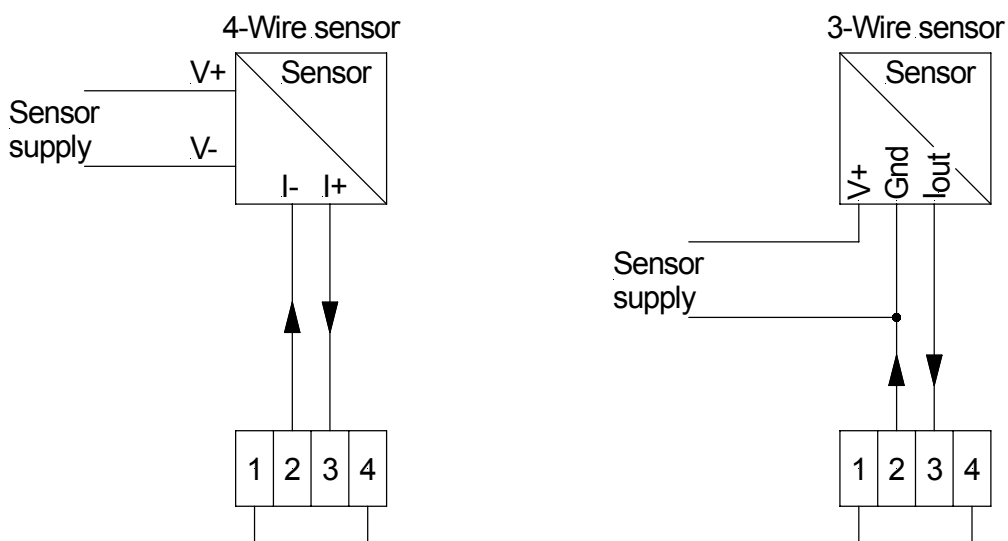 4-Wire sensor
Sensor
V+
Sensor
supply
V-
I-
I+
1 2 3 4
3-Wire sensor
Sensor
V+
Gnd
Iout
Sensor
supply
1 2 3 4